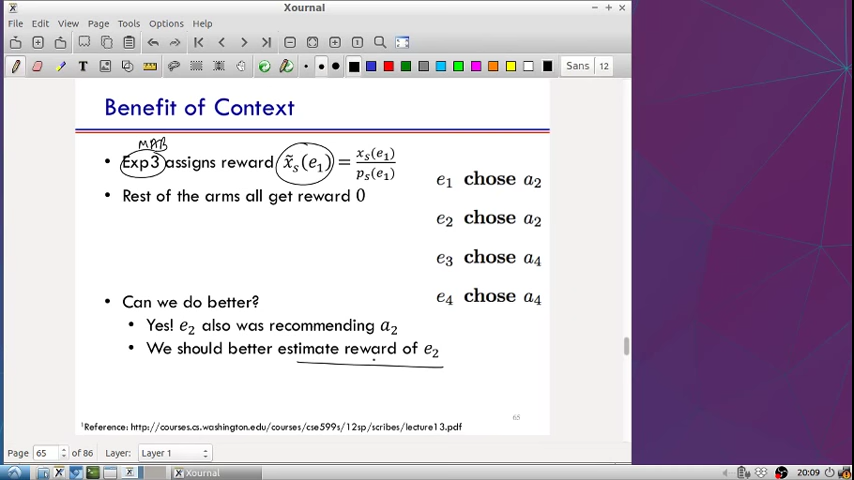 Xournal
File Edit View Page Tools Options Help
Sans 12
Benefit of Context
MAB
• Exp3 assigns reward x̃ₛ(e₁) = xₛ(e₁) / pₛ(e₁)
• Rest of the arms all get reward 0
e₁ chose a₂
e₂ chose a₂
e₃ chose a₄
e₄ chose a₄
• Can we do better?
• Yes! e₂ also was recommending a₂
• We should better estimate reward of e₂
65
¹Reference: http://courses.cs.washington.edu/courses/cse599s/12sp/scribes/lecture13.pdf
Page 65 of 86 Layer: Layer 1
Xournal 20:09